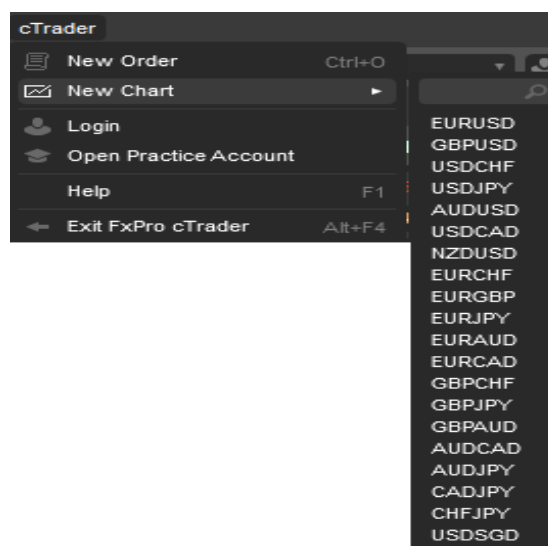 cTrader
New Order Ctrl+O
New Chart
Login
Open Practice Account
Help F1
Exit FxPro cTrader Alt+F4
EURUSD
GBPUSD
USDCHF
USDJPY
AUDUSD
USDCAD
NZDUSD
EURCHF
EURGBP
EURJPY
EURAUD
EURCAD
GBPCHF
GBPJPY
GBPAUD
AUDCAD
AUDJPY
CADJPY
CHFJPY
USDSGD